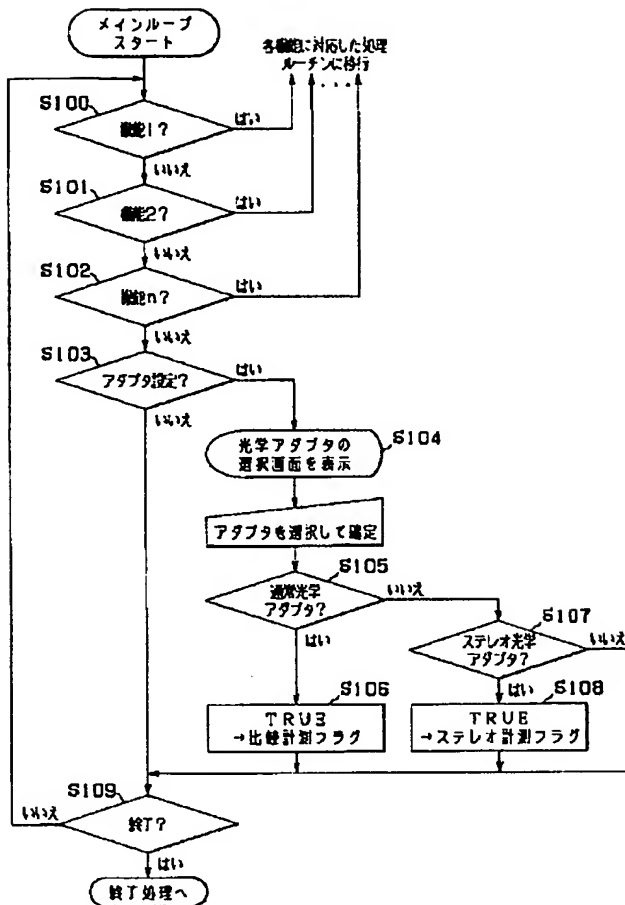 メインループ
スタート
各機能に対応した処理
ルーチンに移行
...
S100
機能1?
はい
いいえ
S101
機能2?
はい
いいえ
S102
機能n?
はい
いいえ
S103
アダプタ設定?
はい
いいえ
光学アダプタの
選択画面を表示
S104
アダプタを選択して確定
S105
通常光学
アダプタ?
いいえ
はい
S107
ステレオ光学
アダプタ?
いいえ
はい
S106
TRUE
→比較計測フラグ
S108
TRUE
→ステレオ計測フラグ
S109
終了?
いいえ
はい
終了処理へ